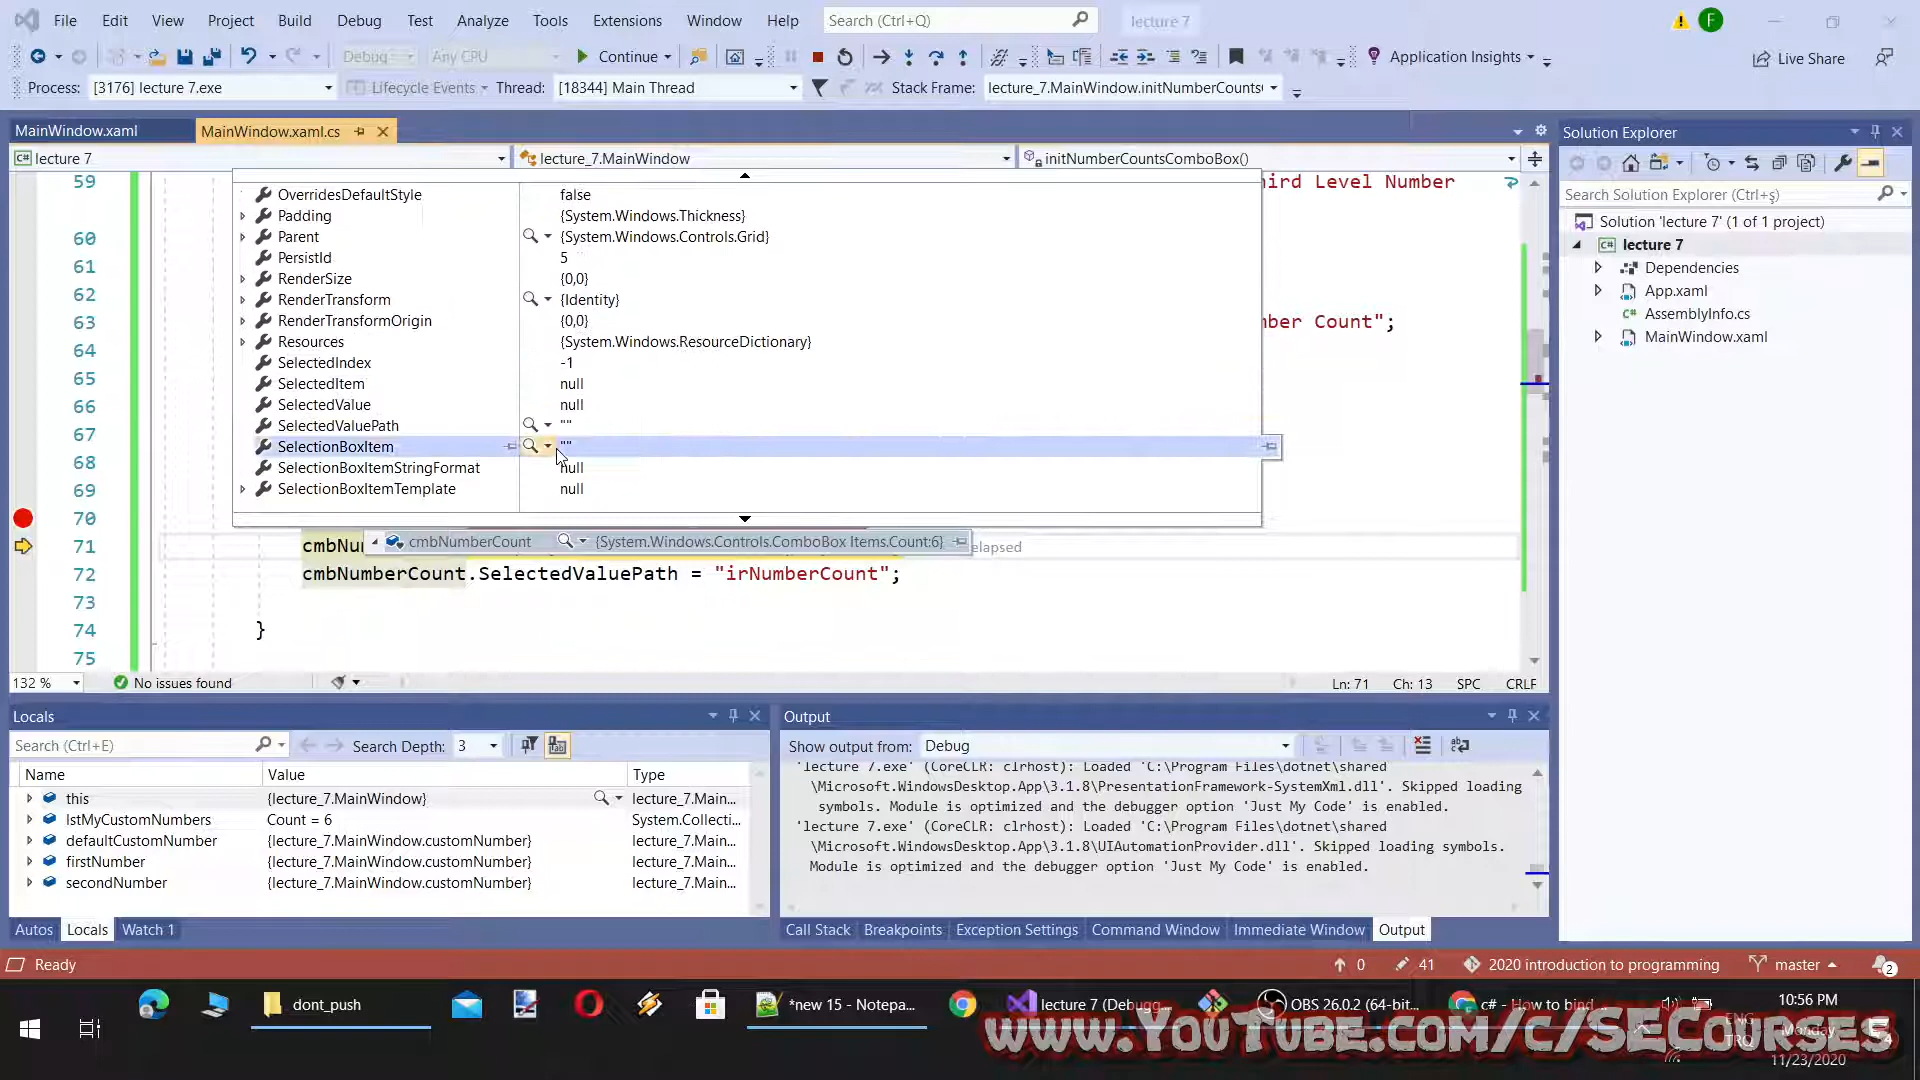 File Edit View Project Build Debug Test Analyze Tools Extensions Window Help Search (Ctrl+Q) lecture 7 F
Debug Any CPU Continue Application Insights Live Share
Process: [3176] lecture 7.exe Lifecycle Events Thread: [18344] Main Thread Stack Frame: lecture_7.MainWindow.initNumberCounts
MainWindow.xaml MainWindow.xaml.cs
lecture 7 lecture_7.MainWindow initNumberCountsComboBox()
59 hird Level Number
OverridesDefaultStyle false
Padding {System.Windows.Thickness}
60 Parent {System.Windows.Controls.Grid}
PersistId 5
61
RenderSize {0,0}
62 RenderTransform {Identity}
63 RenderTransformOrigin {0,0} ber Count";
Resources {System.Windows.ResourceDictionary}
64
SelectedIndex -1
65 SelectedItem null
66 SelectedValue null
SelectedValuePath ""
67
SelectionBoxItem ""
68 SelectionBoxItemStringFormat null
69 SelectionBoxItemTemplate null
70
71 cmbNu cmbNumberCount {System.Windows.Controls.ComboBox Items.Count:6} elapsed
72 cmbNumberCount.SelectedValuePath = "irNumberCount";
73
74 }
75
132 % No issues found Ln: 71 Ch: 13 SPC CRLF
Solution Explorer
Search Solution Explorer (Ctrl+ş)
Solution 'lecture 7' (1 of 1 project)
lecture 7
Dependencies
App.xaml
AssemblyInfo.cs
MainWindow.xaml
Locals
Search (Ctrl+E) Search Depth: 3
Name Value Type
this {lecture_7.MainWindow} lecture_7.Main...
lstMyCustomNumbers Count = 6 System.Collecti...
defaultCustomNumber {lecture_7.MainWindow.customNumber} lecture_7.Main...
firstNumber {lecture_7.MainWindow.customNumber} lecture_7.Main...
secondNumber {lecture_7.MainWindow.customNumber} lecture_7.Main...
Autos Locals Watch 1
Output
Show output from: Debug
'lecture 7.exe' (CoreCLR: clrhost): Loaded 'C:\Program Files\dotnet\shared
\Microsoft.WindowsDesktop.App\3.1.8\PresentationFramework-SystemXml.dll'. Skipped loading
symbols. Module is optimized and the debugger option 'Just My Code' is enabled.
'lecture 7.exe' (CoreCLR: clrhost): Loaded 'C:\Program Files\dotnet\shared
\Microsoft.WindowsDesktop.App\3.1.8\UIAutomationProvider.dll'. Skipped loading symbols.
Module is optimized and the debugger option 'Just My Code' is enabled.
Call Stack Breakpoints Exception Settings Command Window Immediate Window Output
Ready 0 41 2020 introduction to programming master 2
dont_push *new 15 - Notepa... lecture 7 (Debugg... OBS 26.0.2 (64-bit... c# - How to bind 10:56 PM
ENG Monday
TRQ 11/23/2020
www.YouTube.com/c/SECourses